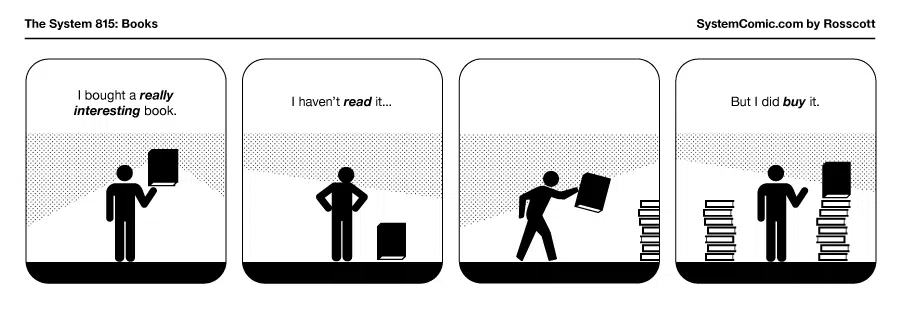 The System 815: Books
SystemComic.com by Rosscott
I bought a really
interesting book.
I haven't read it...
But I did buy it.